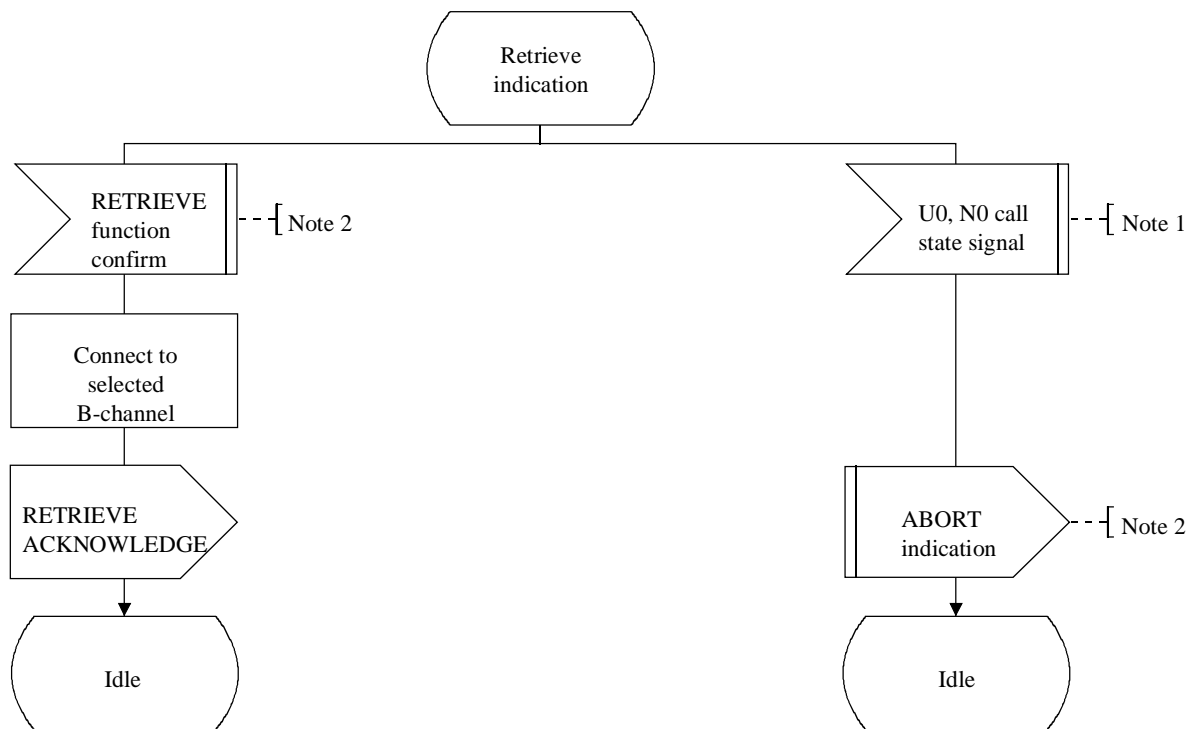 Retrieve
indication
RETRIEVE
function
confirm
Note 2
U0, N0 call
state signal
Note 1
Connect to
selected
B-channel
RETRIEVE
ACKNOWLEDGE
ABORT
indication
Note 2
Idle
Idle